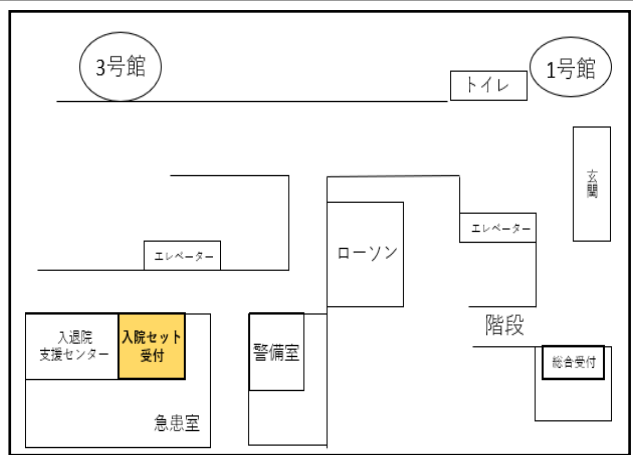 3号館
1号館
トイレ
玄関
エレベーター
ローソン
エレベーター
階段
入退院
支援センター
入院セット
受付
警備室
総合受付
急患室